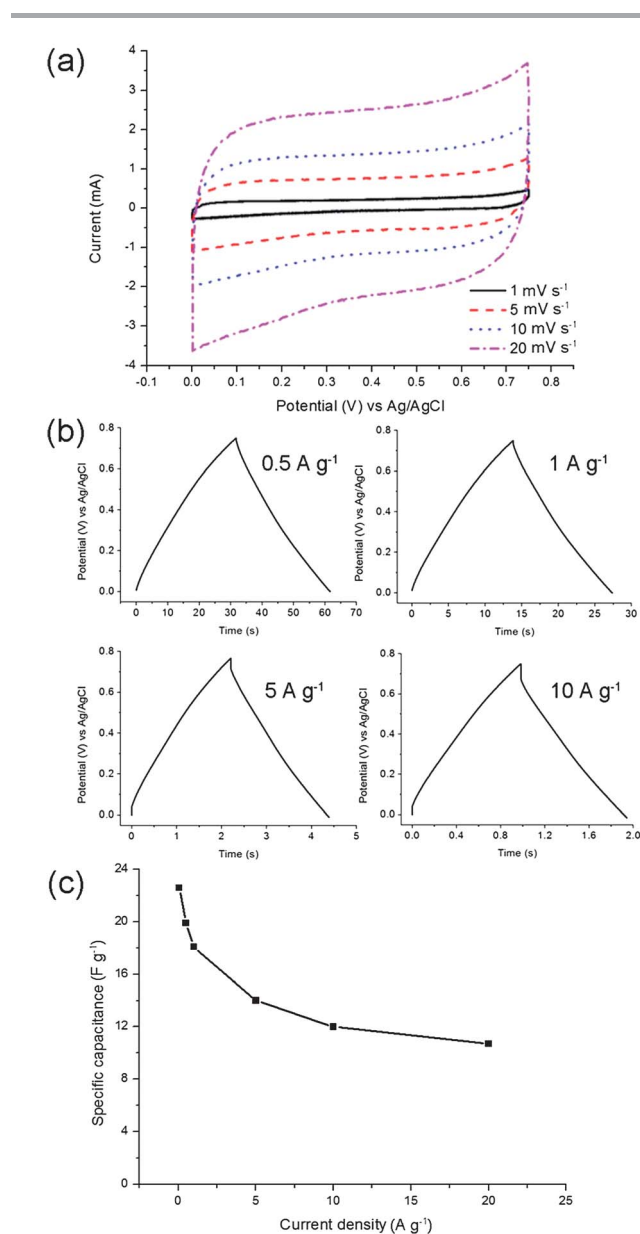 (a)
4
3
2
1
0
-1
-2
-3
-4
Current (mA)
1 mV s⁻¹
5 mV s⁻¹
10 mV s⁻¹
20 mV s⁻¹
-0.1 0.0 0.1 0.2 0.3 0.4 0.5 0.6 0.7 0.8
Potential (V) vs Ag/AgCl
(b)
0.5 A g⁻¹
0.8
0.6
0.4
0.2
0.0
Potential (V) vs Ag/AgCl
0 10 20 30 40 50 60 70
Time (s)
1 A g⁻¹
0.8
0.6
0.4
0.2
0.0
Potential (V) vs Ag/AgCl
0 5 10 15 20 25 30
Time (s)
5 A g⁻¹
0.8
0.6
0.4
0.2
0.0
Potential (V) vs Ag/AgCl
0 1 2 3 4 5
Time (s)
10 A g⁻¹
0.8
0.6
0.4
0.2
0.0
Potential (V) vs Ag/AgCl
0.0 0.4 0.8 1.2 1.6 2.0
Time (s)
(c)
24
20
16
12
8
4
0
Specific capacitance (F g⁻¹)
0 5 10 15 20 25
Current density (A g⁻¹)